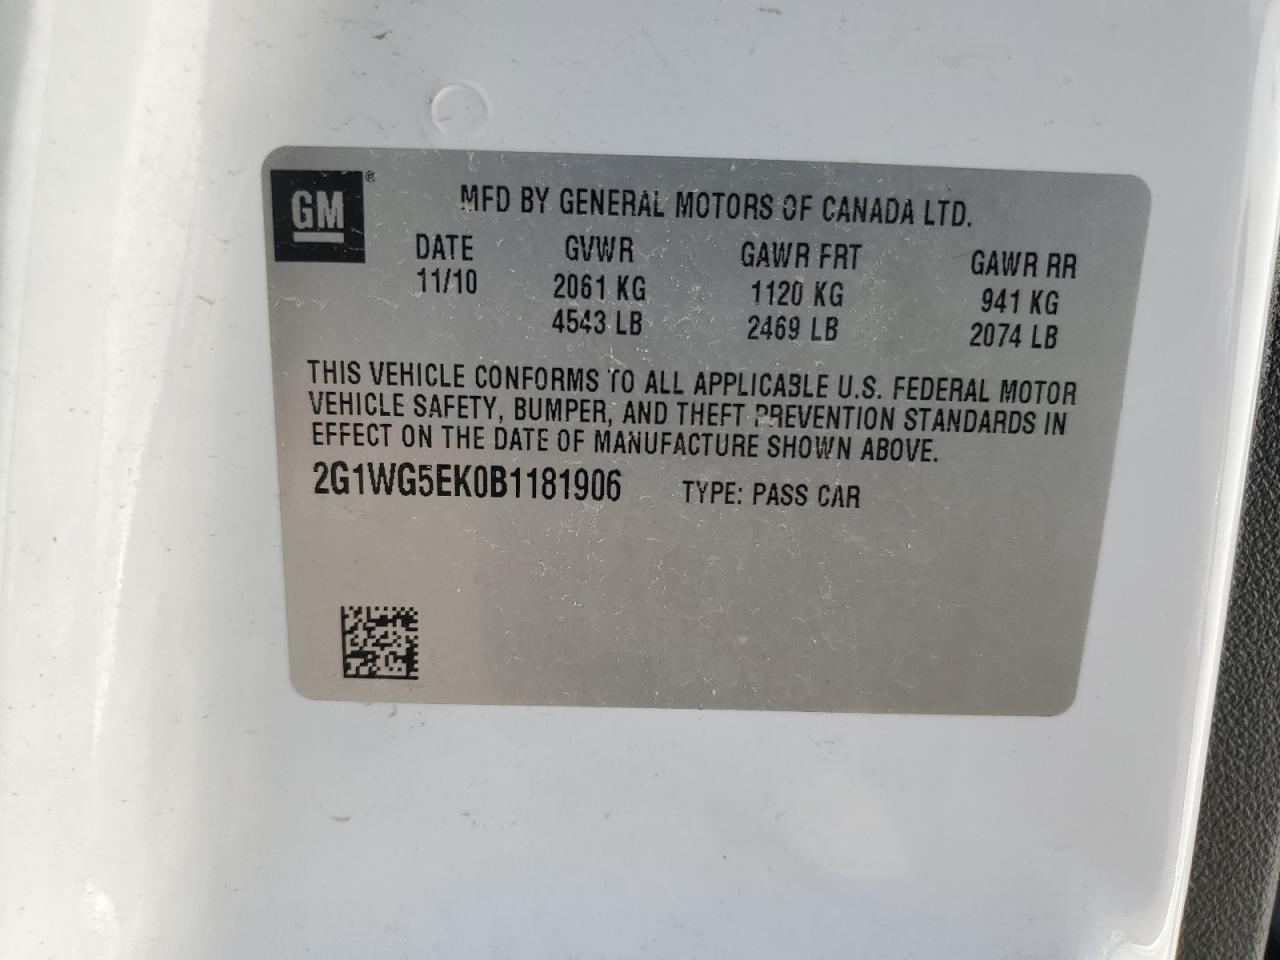 GM®
MFD BY GENERAL MOTORS OF CANADA LTD.
DATE GVWR GAWR FRT GAWR RR
11/10 2061 KG 1120 KG 941 KG
4543 LB 2469 LB 2074 LB
THIS VEHICLE CONFORMS TO ALL APPLICABLE U.S. FEDERAL MOTOR
VEHICLE SAFETY, BUMPER, AND THEFT PREVENTION STANDARDS IN
EFFECT ON THE DATE OF MANUFACTURE SHOWN ABOVE.
2G1WG5EK0B1181906 TYPE: PASS CAR